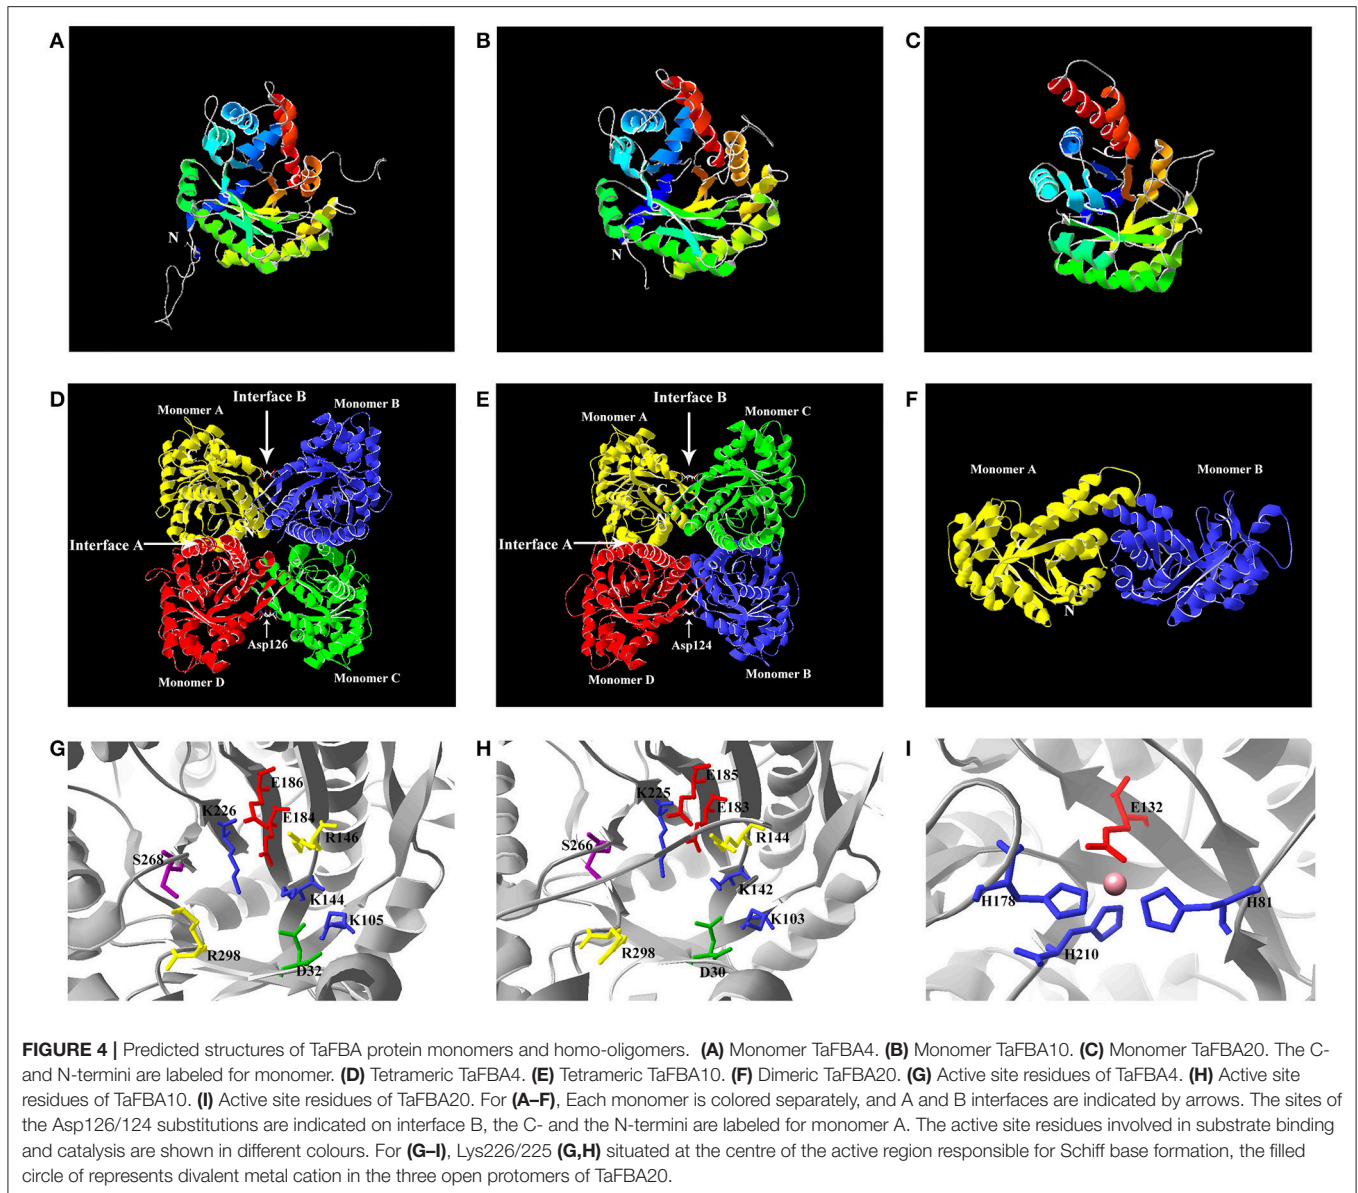 A
N
B
N
C
N
D
Interface B
Monomer A
Monomer B
C
Interface A
Asp126
Monomer D
Monomer C
E
Interface B
Monomer A
Monomer C
C
N
Interface A
Asp124
Monomer D
Monomer B
F
Monomer A
Monomer B
N
G
E186
K226
E184
R146
S268
K144
K105
R298
D32
H
E185
K225
E183
R144
S266
K142
K103
R298
D30
I
E132
H178
H81
H210
FIGURE 4 | Predicted structures of TaFBA protein monomers and homo-oligomers. (A) Monomer TaFBA4. (B) Monomer TaFBA10. (C) Monomer TaFBA20. The C-
and N-termini are labeled for monomer. (D) Tetrameric TaFBA4. (E) Tetrameric TaFBA10. (F) Dimeric TaFBA20. (G) Active site residues of TaFBA4. (H) Active site
residues of TaFBA10. (I) Active site residues of TaFBA20. For (A–F), Each monomer is colored separately, and A and B interfaces are indicated by arrows. The sites of
the Asp126/124 substitutions are indicated on interface B, the C- and the N-termini are labeled for monomer A. The active site residues involved in substrate binding
and catalysis are shown in different colours. For (G–I), Lys226/225 (G,H) situated at the centre of the active region responsible for Schiff base formation, the filled
circle of represents divalent metal cation in the three open protomers of TaFBA20.